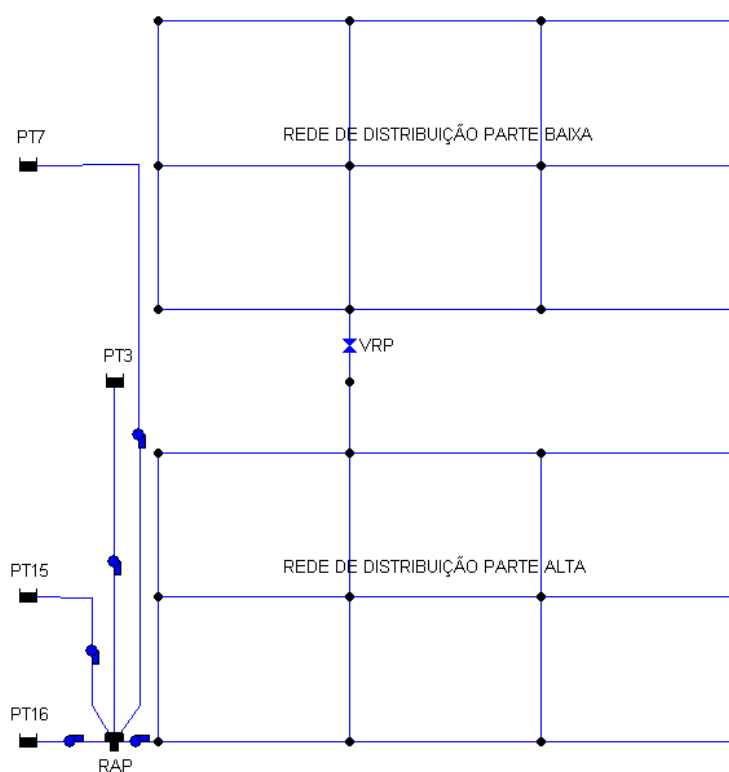 REDE DE DISTRIBUIÇÃO PARTE BAIXA
PT7
VRP
PT3
REDE DE DISTRIBUIÇÃO PARTE ALTA
PT15
PT16
RAP